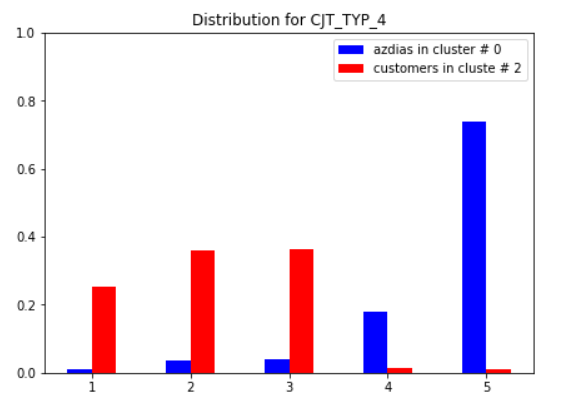 Distribution for CJT_TYP_4
azdias in cluster # 0
customers in cluste # 2
1.0
0.8
0.6
0.4
0.2
0.0
1 2 3 4 5